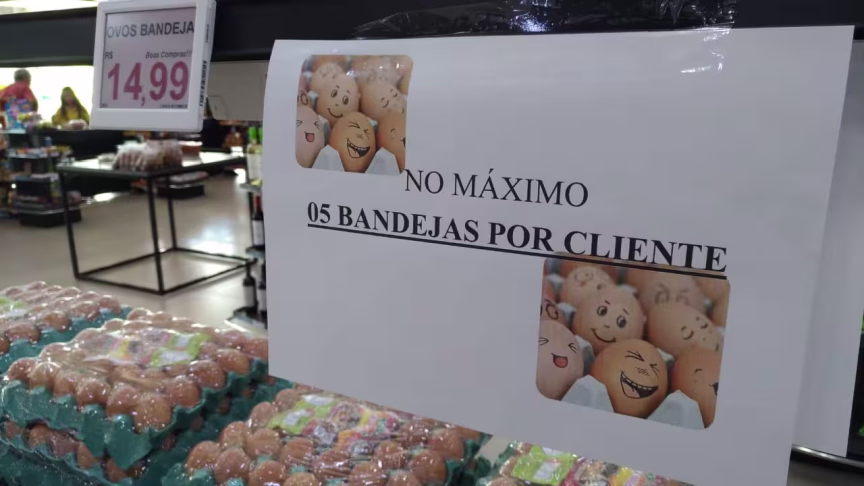 OVOS BANDEJA
R$
Boas Compras!!!
14,99
NO MÁXIMO
05 BANDEJAS POR CLIENTE